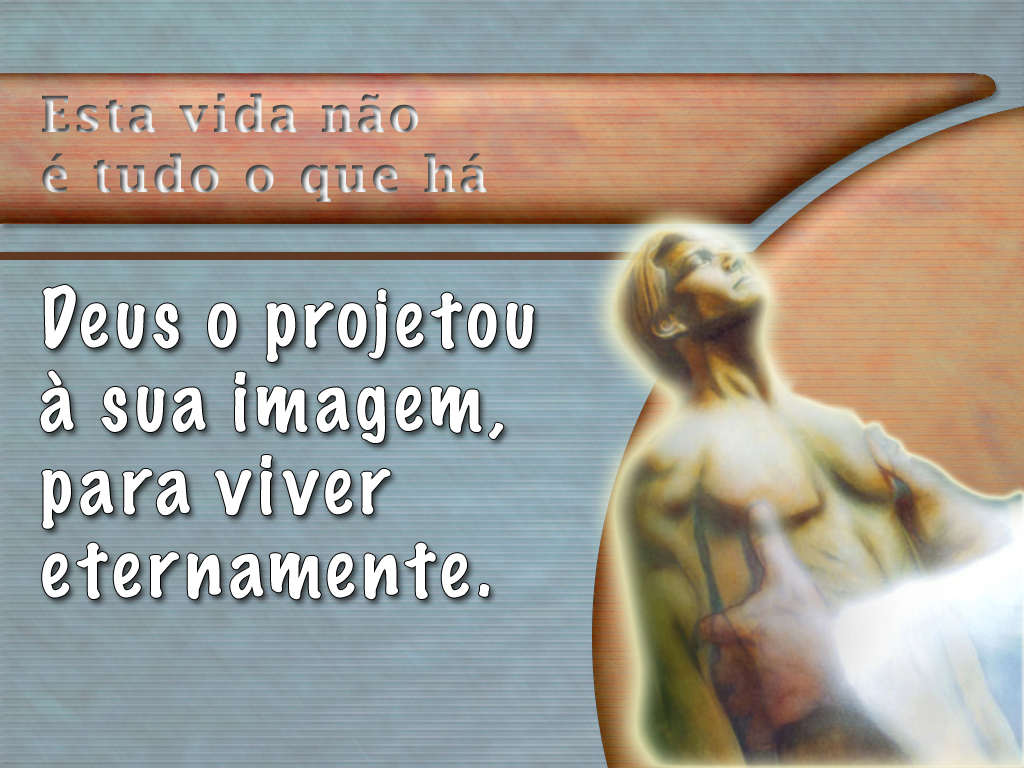 Esta vida não
é tudo o que há
Deus o projetou
à sua imagem,
para viver
eternamente.